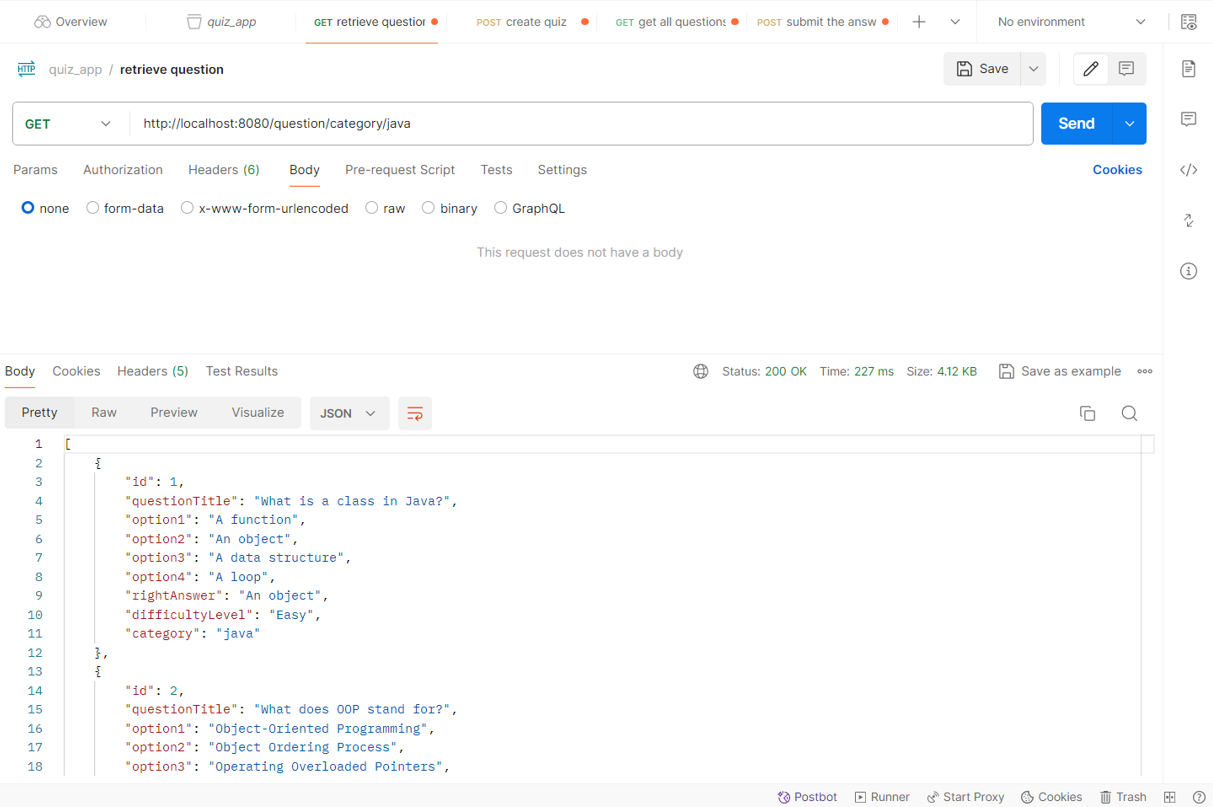 Overview quiz_app GET retrieve question POST create quiz GET get all questions POST submit the answ No environment
HTTP quiz_app / retrieve question Save
GET http://localhost:8080/question/category/java Send
Params Authorization Headers (6) Body Pre-request Script Tests Settings Cookies
none form-data x-www-form-urlencoded raw binary GraphQL
This request does not have a body
Body Cookies Headers (5) Test Results Status: 200 OK Time: 227 ms Size: 4.12 KB Save as example
Pretty Raw Preview Visualize JSON
1 [
2 {
3 "id": 1,
4 "questionTitle": "What is a class in Java?",
5 "option1": "A function",
6 "option2": "An object",
7 "option3": "A data structure",
8 "option4": "A loop",
9 "rightAnswer": "An object",
10 "difficultyLevel": "Easy",
11 "category": "java"
12 },
13 {
14 "id": 2,
15 "questionTitle": "What does OOP stand for?",
16 "option1": "Object-Oriented Programming",
17 "option2": "Object Ordering Process",
18 "option3": "Operating Overloaded Pointers",
Postbot Runner Start Proxy Cookies Trash